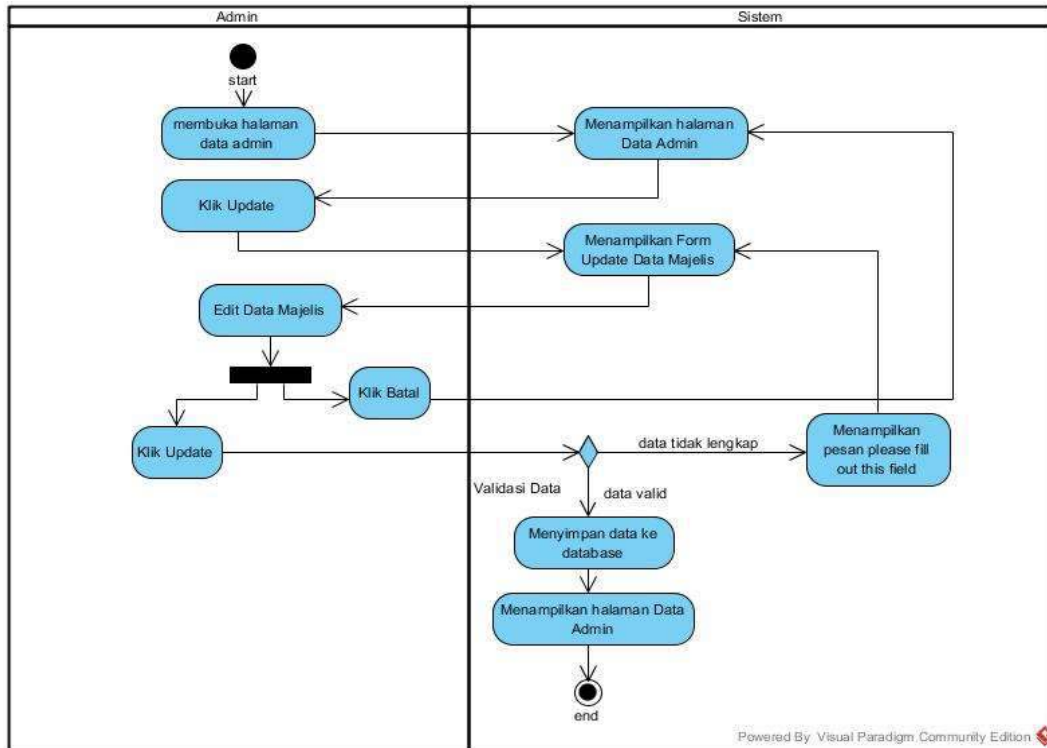 Admin
Sistem
start
membuka halaman
data admin
Menampilkan halaman
Data Admin
Klik Update
Menampilkan Form
Update Data Majelis
Edit Data Majelis
Klik Batal
Klik Update
data tidak lengkap
Menampilkan
pesan please fill
out this field
Validasi Data
data valid
Menyimpan data ke
database
Menampilkan halaman Data
Admin
end
Powered By Visual Paradigm Community Edition